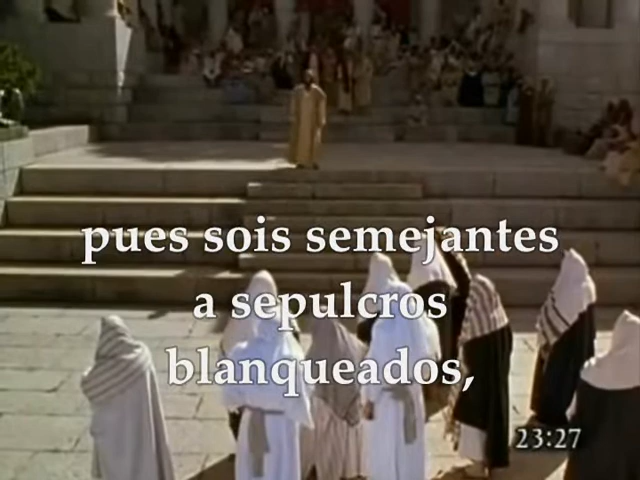 pues sois semejantes
a sepulcros
blanqueados,
23:27